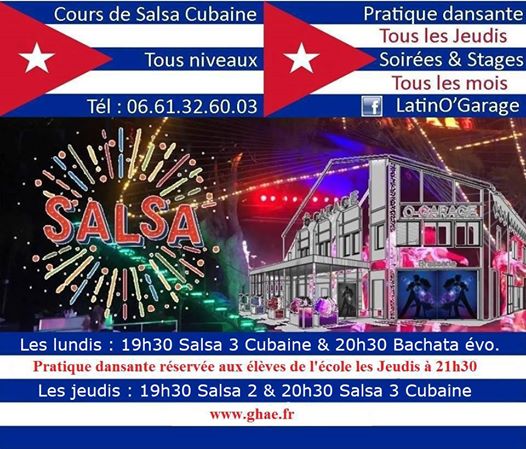 Cours de Salsa Cubaine
Tous niveaux
Tél : 06.61.32.60.03
Pratique dansante
Tous les Jeudis
Soirées & Stages
Tous les mois
f LatinO'Garage
SALSA
O GARAGE
O-GARAGE
Les lundis : 19h30 Salsa 3 Cubaine & 20h30 Bachata évo.
Pratique dansante réservée aux élèves de l'école les Jeudis à 21h30
Les jeudis : 19h30 Salsa 2 & 20h30 Salsa 3 Cubaine
www.ghae.fr